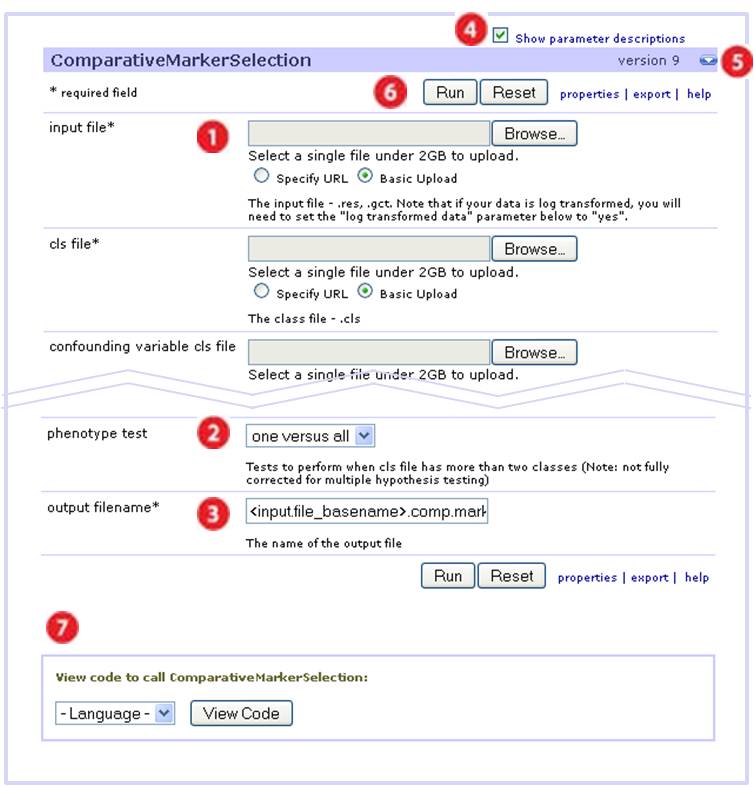 4 Show parameter descriptions
ComparativeMarkerSelection version 9 5
* required field 6 Run Reset properties | export | help
input file* 1 Browse...
Select a single file under 2GB to upload.
Specify URL Basic Upload
The input file - .res, .gct. Note that if your data is log transformed, you will
need to set the "log transformed data" parameter below to "yes".
cls file* Browse...
Select a single file under 2GB to upload.
Specify URL Basic Upload
The class file - .cls
confounding variable cls file Browse...
Select a single file under 2GB to upload.
phenotype test 2 one versus all
Tests to perform when cls file has more than two classes (Note: not fully
corrected for multiple hypothesis testing)
output filename* 3 <input.file_basename>.comp.mark
The name of the output file
Run Reset properties | export | help
7
View code to call ComparativeMarkerSelection:
- Language - View Code